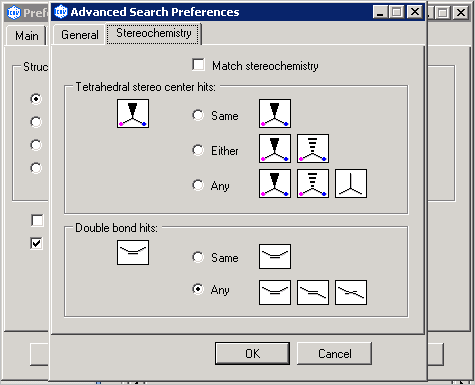 Pref
Advanced Search Preferences
Main
General
Stereochemistry
Struc
Match stereochemistry
Tetrahedral stereo center hits:
Same
Either
Any
Double bond hits:
Same
Any
OK
Cancel